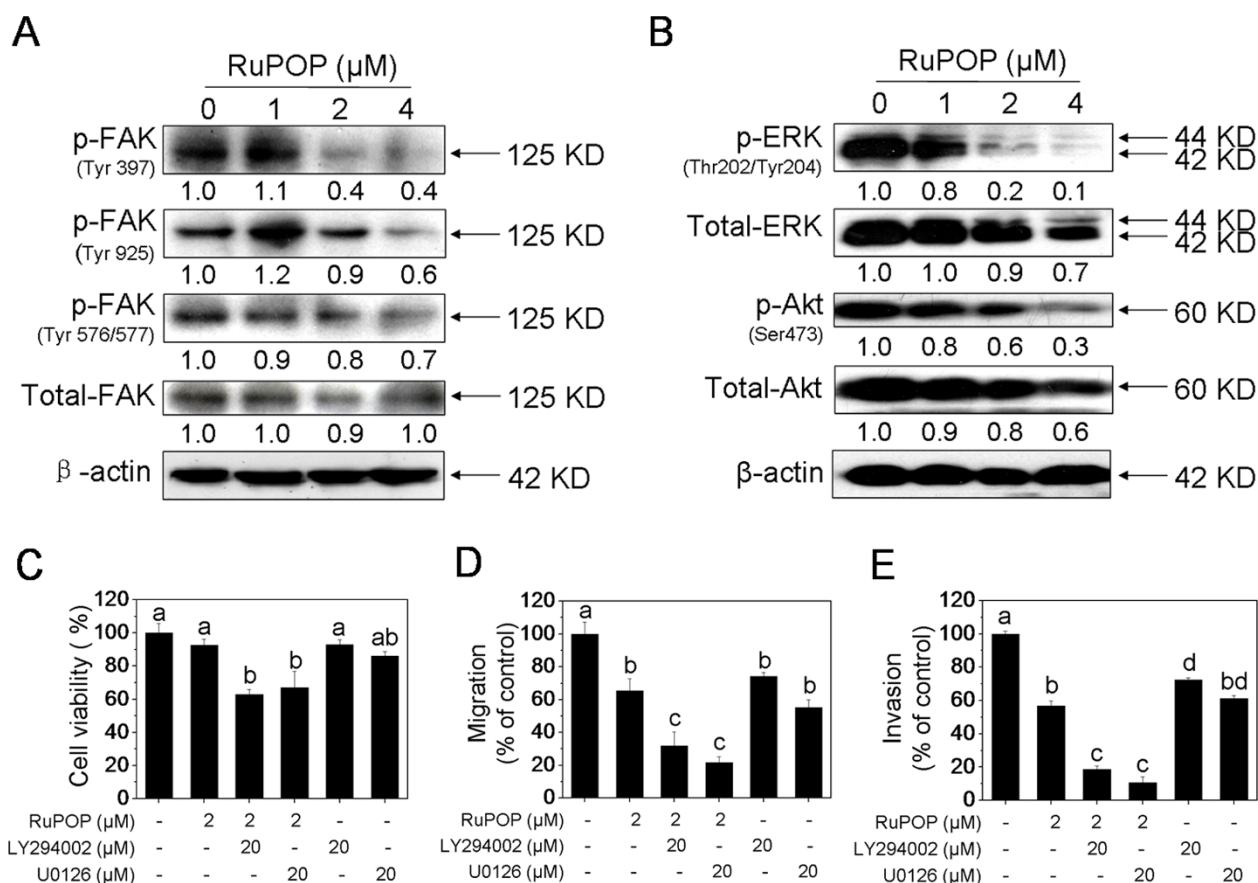 A
RuPOP (μM)
0 1 2 4
p-FAK
(Tyr 397)
125 KD
1.0 1.1 0.4 0.4
p-FAK
(Tyr 925)
125 KD
1.0 1.2 0.9 0.6
p-FAK
(Tyr 576/577)
125 KD
1.0 0.9 0.8 0.7
Total-FAK
125 KD
1.0 1.0 0.9 1.0
β-actin
42 KD
B
RuPOP (μM)
0 1 2 4
p-ERK
(Thr202/Tyr204)
44 KD
42 KD
1.0 0.8 0.2 0.1
Total-ERK
44 KD
42 KD
1.0 1.0 0.9 0.7
p-Akt
(Ser473)
60 KD
1.0 0.8 0.6 0.3
Total-Akt
60 KD
1.0 0.9 0.8 0.6
β-actin
42 KD
C
Cell viability ( %)
120
100
80
60
40
20
0
a a b b a ab
RuPOP (μM) - 2 2 2 - -
LY294002 (μM) - - 20 - 20 -
U0126 (μM) - - - 20 - 20
D
Migration
(% of control)
120
100
80
60
40
20
0
a b c c b b
RuPOP (μM) - 2 2 2 - -
LY294002 (μM) - - 20 - 20 -
U0126 (μM) - - - 20 - 20
E
Invasion
(% of control)
120
100
80
60
40
20
0
a b c c d bd
RuPOP (μM) - 2 2 2 - -
LY294002 (μM) - - 20 - 20 -
U0126 (μM) - - - 20 - 20